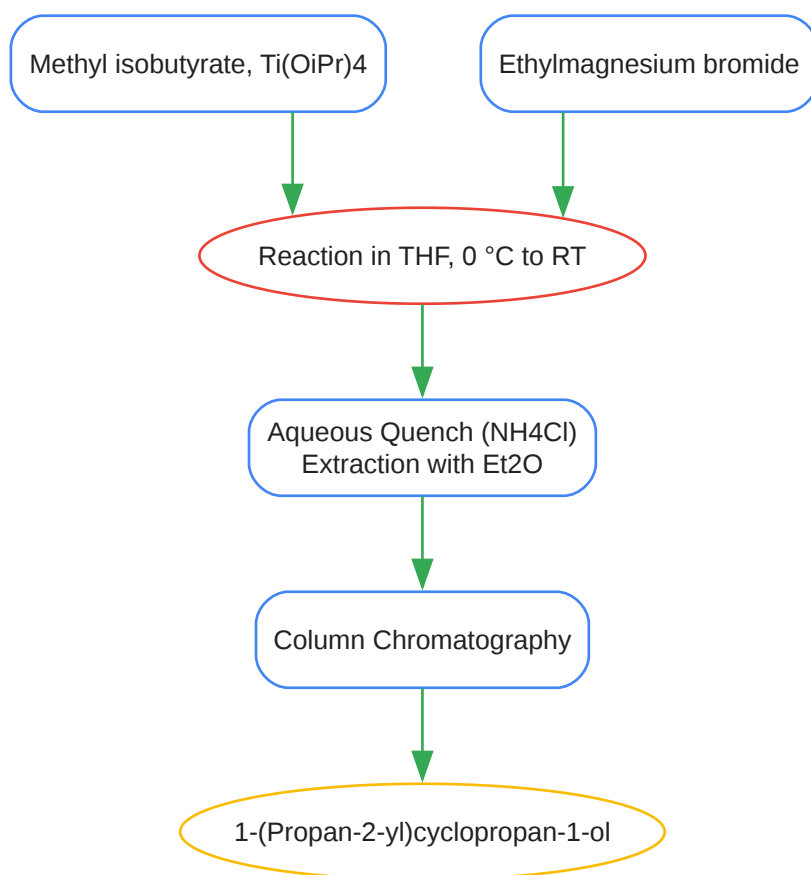 Methyl isobutyrate, Ti(OiPr)4
Ethylmagnesium bromide
Reaction in THF, 0 °C to RT
Aqueous Quench (NH4Cl)
Extraction with Et2O
Column Chromatography
1-(Propan-2-yl)cyclopropan-1-ol